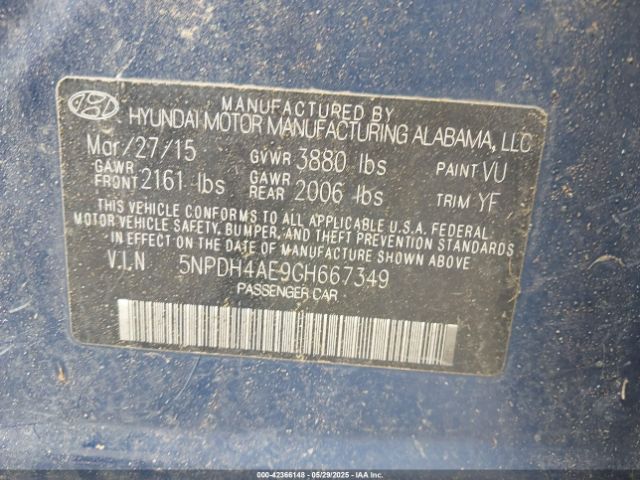 MANUFACTURED BY
HYUNDAI MOTOR MANUFACTURING ALABAMA, LLC
Mar/27/15 GVWR 3880 lbs PAINT VU
GAWR FRONT 2161 lbs GAWR REAR 2006 lbs TRIM YF
THIS VEHICLE CONFORMS TO ALL APPLICABLE U.S.A. FEDERAL
MOTOR VEHICLE SAFETY, BUMPER, AND THEFT PREVENTION STANDARDS
IN EFFECT ON THE DATE OF MANUFACTURE SHOWN ABOVE.
V.I.N 5NPDH4AE9GH667349
PASSENGER CAR
000-42366148 - 05/29/2025 - IAAI.COM